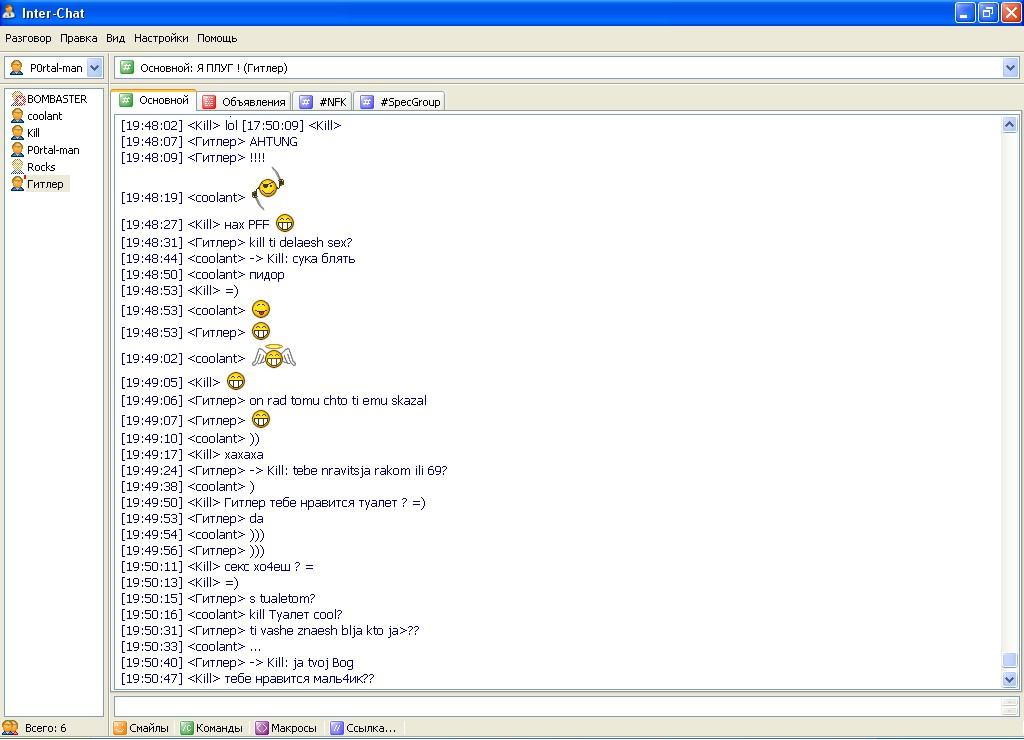 Inter-Chat
Разговор Правка Вид Настройки Помощь
P0rtal-man
Основной: Я ПЛУГ ! (Гитлер)
BOMBASTER
coolant
Kill
P0rtal-man
Rocks
Гитлер
Основной Объявления #NFK #SpecGroup
[19:48:02] <Kill> lol [17:50:09] <Kill>
[19:48:07] <Гитлер> AHTUNG
[19:48:09] <Гитлер> !!!!
[19:48:19] <coolant>
[19:48:27] <Kill> нах PFF
[19:48:31] <Гитлер> kill ti delaesh sex?
[19:48:44] <coolant> -> Kill: сука блять
[19:48:50] <coolant> пидор
[19:48:53] <Kill> =)
[19:48:53] <coolant>
[19:48:53] <Гитлер>
[19:49:02] <coolant>
[19:49:05] <Kill>
[19:49:06] <Гитлер> on rad tomu chto ti emu skazal
[19:49:07] <Гитлер>
[19:49:10] <coolant> ))
[19:49:17] <Kill> хахаха
[19:49:24] <Гитлер> -> Kill: tebe nravitsja rakom ili 69?
[19:49:38] <coolant> )
[19:49:50] <Kill> Гитлер тебе нравится туалет ? =)
[19:49:53] <Гитлер> da
[19:49:54] <coolant> )))
[19:49:56] <Гитлер> )))
[19:50:11] <Kill> секс хо4еш ? =
[19:50:13] <Kill> =)
[19:50:15] <Гитлер> s tualetom?
[19:50:16] <coolant> kill Туалет cool?
[19:50:31] <Гитлер> ti vashe znaesh blja kto ja>??
[19:50:33] <coolant> ...
[19:50:40] <Гитлер> -> Kill: ja tvoj Bog
[19:50:47] <Kill> тебе нравится маль4ик??
Всего: 6
Смайлы Команды Макросы Ссылка...